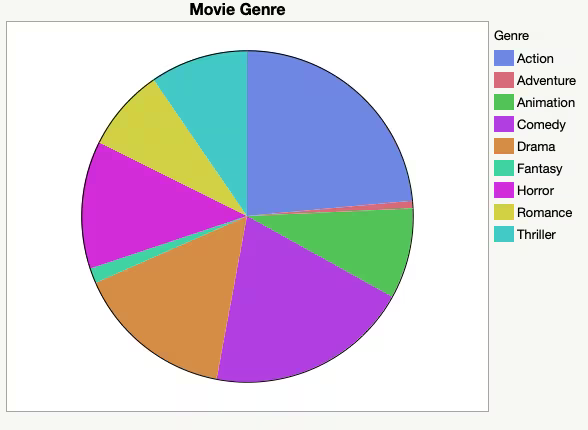 Movie Genre
Genre
Action
Adventure
Animation
Comedy
Drama
Fantasy
Horror
Romance
Thriller